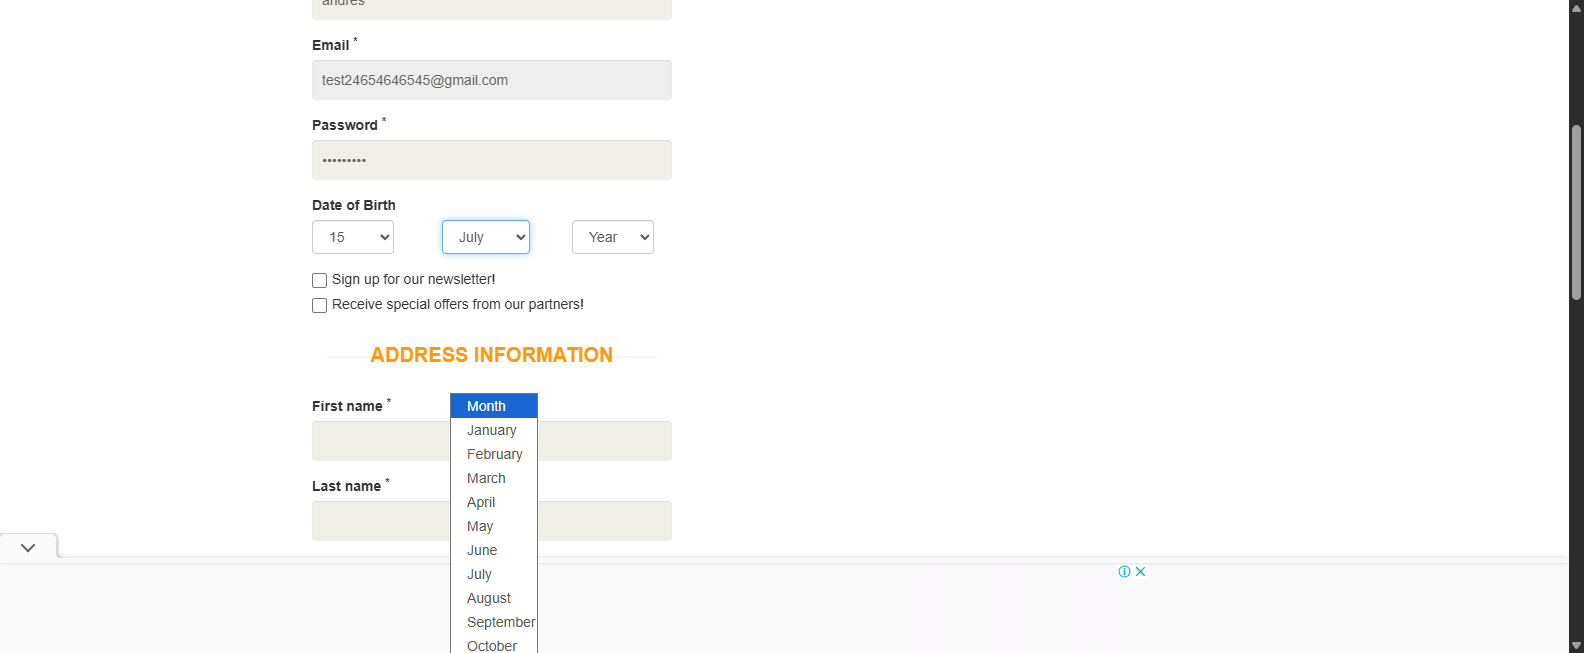 andres
Email *
test24654646545@gmail.com
Password *
•••••••••
Date of Birth
15 July Year
Sign up for our newsletter!
Receive special offers from our partners!
ADDRESS INFORMATION
First name *
Last name *
Month
January
February
March
April
May
June
July
August
September
October